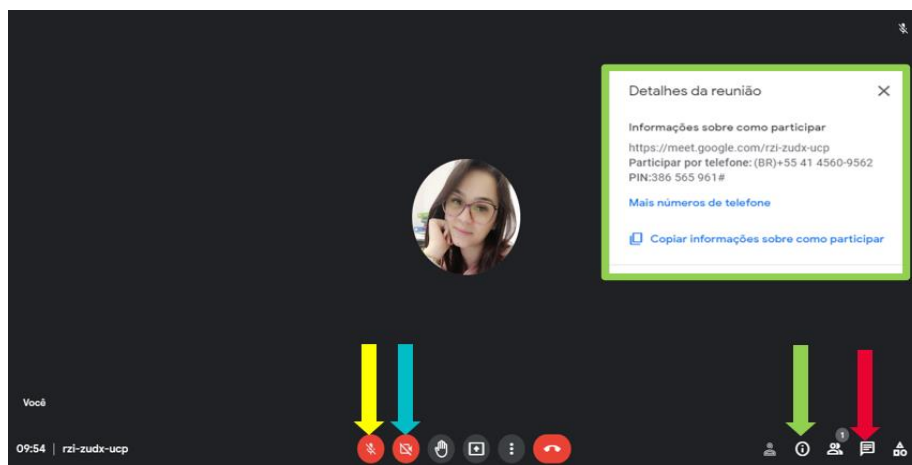 Detalhes da reunião
Informações sobre como participar
https://meet.google.com/rzi-zudx-ucp
Participar por telefone: (BR)+55 41 4560-9562
PIN:386 565 961#
Mais números de telefone
Copiar informações sobre como participar
Você
1
09:54 | rzi-zudx-ucp